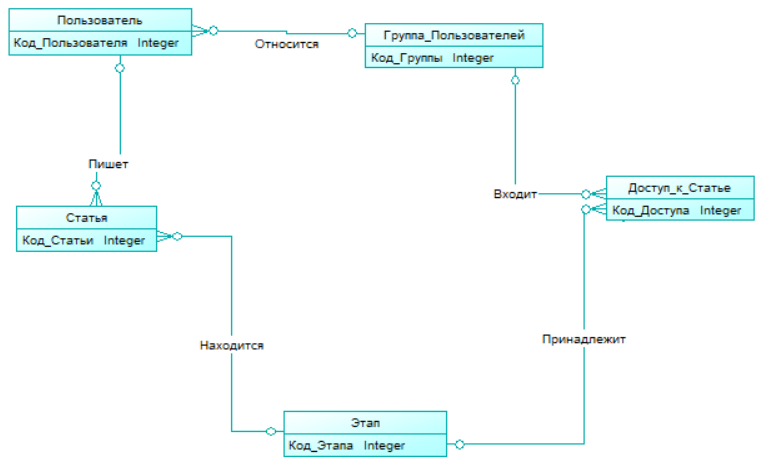 Пользователь
Код_Пользователя Integer
Относится
Группа_Пользователей
Код_Группы Integer
Пишет
Входит
Доступ_к_Статье
Код_Доступа Integer
Статья
Код_Статьи Integer
Находится
Принадлежит
Этап
Код_Этапа Integer